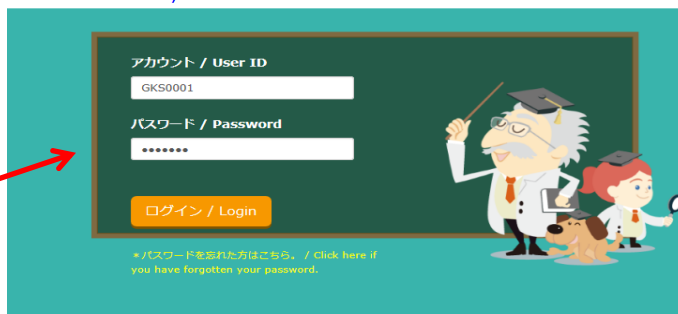 アカウント / User ID
GKS0001
パスワード / Password
•••••••
ログイン / Login
*パスワードを忘れた方はこちら。 / Click here if
you have forgotten your password.